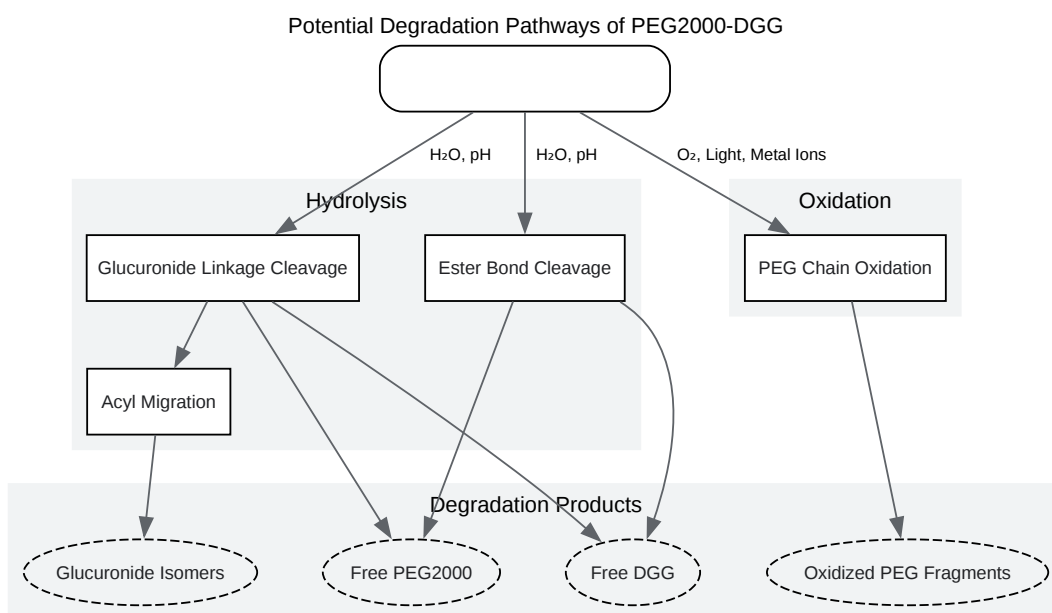 Potential Degradation Pathways of PEG2000-DGG
H₂O, pH
H₂O, pH
O₂, Light, Metal Ions
Hydrolysis
Oxidation
Glucuronide Linkage Cleavage
Ester Bond Cleavage
PEG Chain Oxidation
Acyl Migration
Degradation Products
Glucuronide Isomers
Free PEG2000
Free DGG
Oxidized PEG Fragments